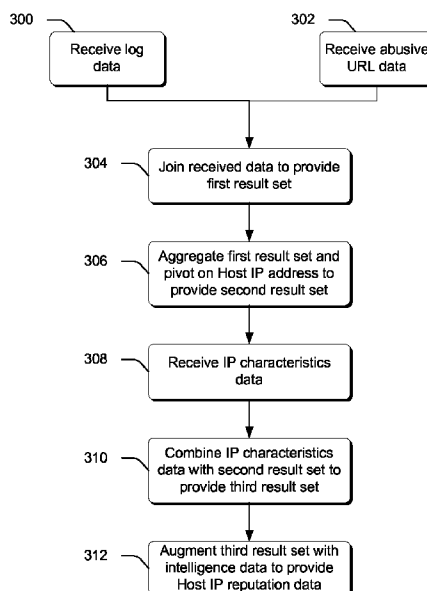 300
Receive log
data
302
Receive abusive
URL data
304
Join received data to provide
first result set
306
Aggregate first result set and
pivot on Host IP address to
provide second result set
308
Receive IP characteristics
data
310
Combine IP characteristics
data with second result set to
provide third result set
312
Augment third result set with
intelligence data to provide
Host IP reputation data